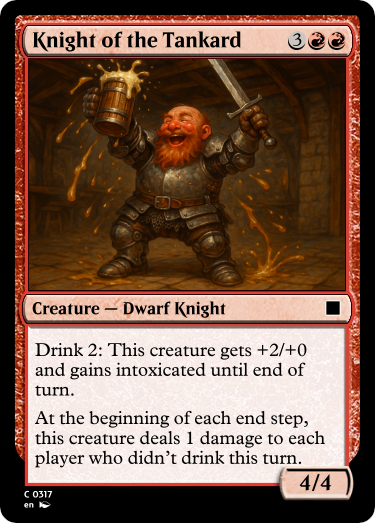 Knight of the Tankard 3
Creature — Dwarf Knight
Drink 2: This creature gets +2/+0
and gains intoxicated until end of
turn.
At the beginning of each end step,
this creature deals 1 damage to each
player who didn't drink this turn.
4/4
C 0317
en